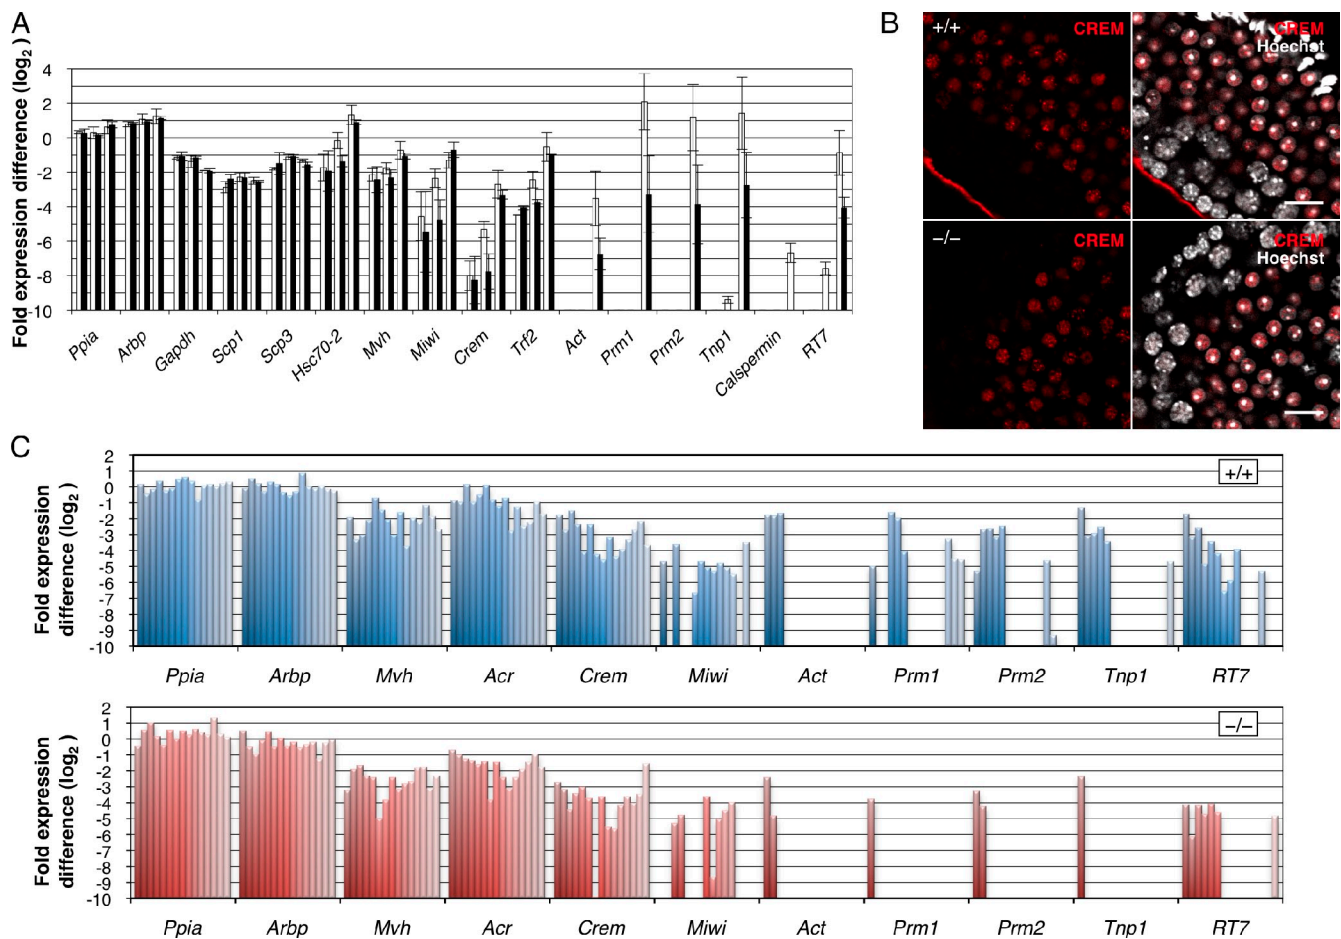 A
Fold expression difference (log2)
4
2
0
-2
-4
-6
-8
-10
Ppia
Arbp
Gapdh
Scp1
Scp3
Hsc70-2
Mvh
Miwi
Crem
Trf2
Act
Prm1
Prm2
Tnp1
Calspermin
RT7
B
+/+
CREM
CREM
Hoechst
−/−
CREM
CREM
Hoechst
C
Fold expression
difference (log2)
2
1
0
-1
-2
-3
-4
-5
-6
-7
-8
-9
-10
+/+
Ppia Arbp Mvh Acr Crem Miwi Act Prm1 Prm2 Tnp1 RT7
Fold expression
difference (log2)
2
1
0
-1
-2
-3
-4
-5
-6
-7
-8
-9
-10
−/−
Ppia Arbp Mvh Acr Crem Miwi Act Prm1 Prm2 Tnp1 RT7